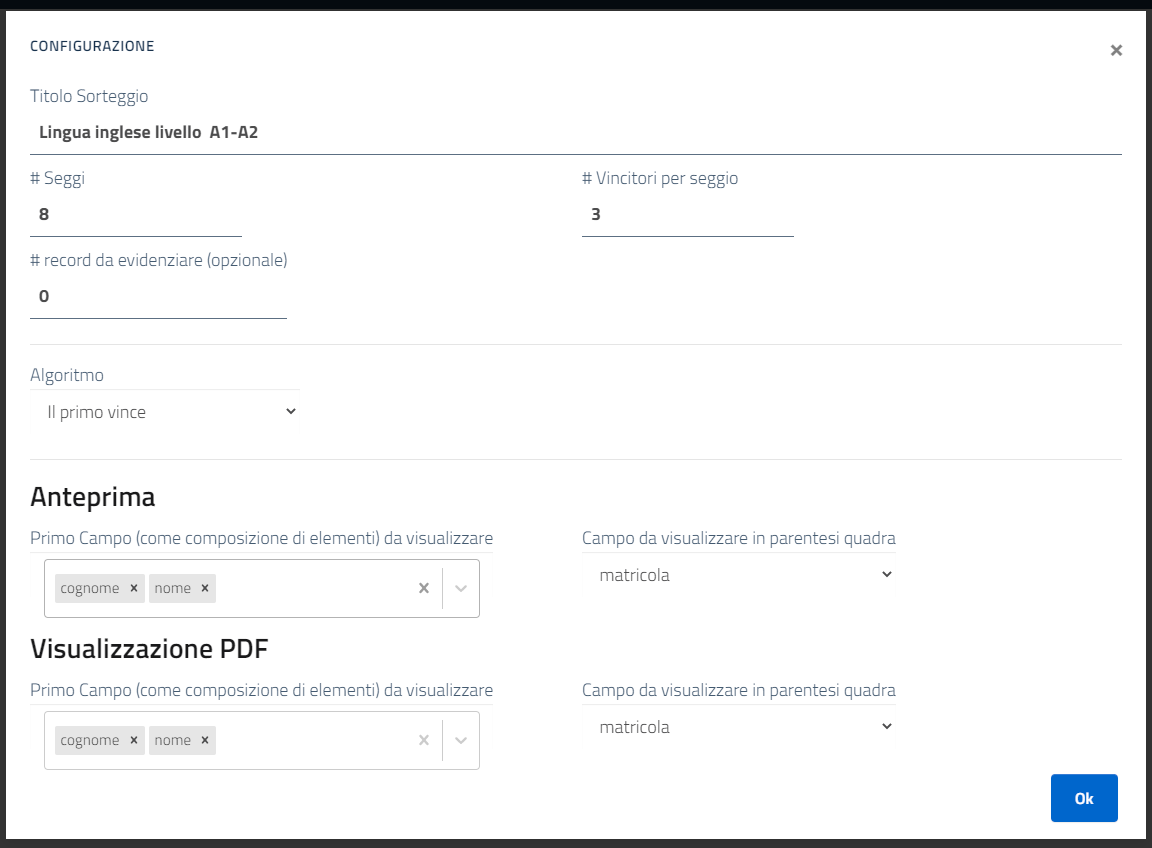 CONFIGURAZIONE
×
Titolo Sorteggio
Lingua inglese livello  A1-A2
# Seggi
# Vincitori per seggio
8
3
# record da evidenziare (opzionale)
0
Algoritmo
Il primo vince
Anteprima
Primo Campo (come composizione di elementi) da visualizzare
Campo da visualizzare in parentesi quadra
cognome × nome ×
matricola
Visualizzazione PDF
Primo Campo (come composizione di elementi) da visualizzare
Campo da visualizzare in parentesi quadra
cognome × nome ×
matricola
Ok